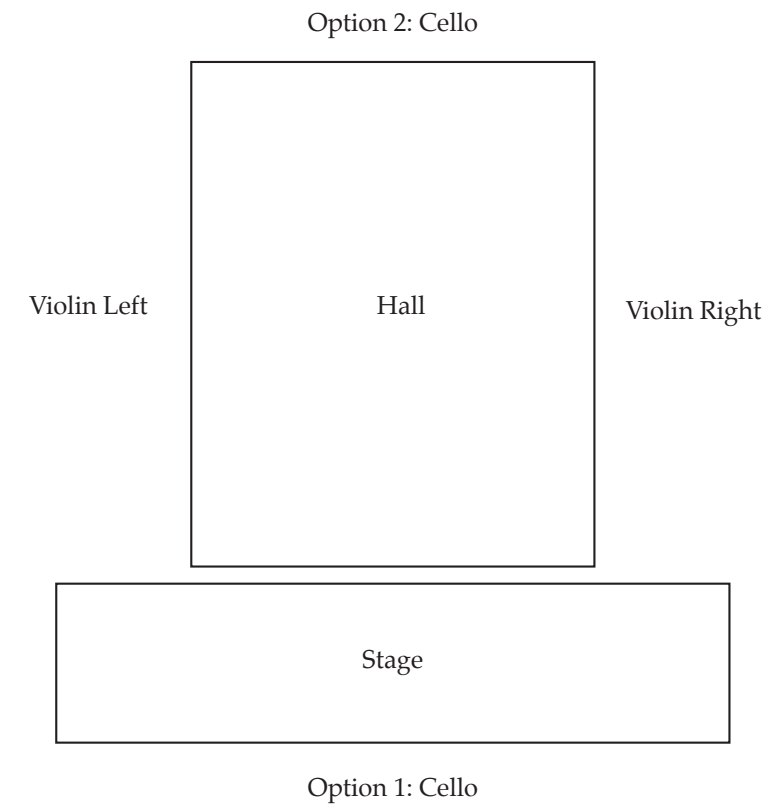 Option 2: Cello
Violin Left
Hall
Violin Right
Stage
Option 1: Cello